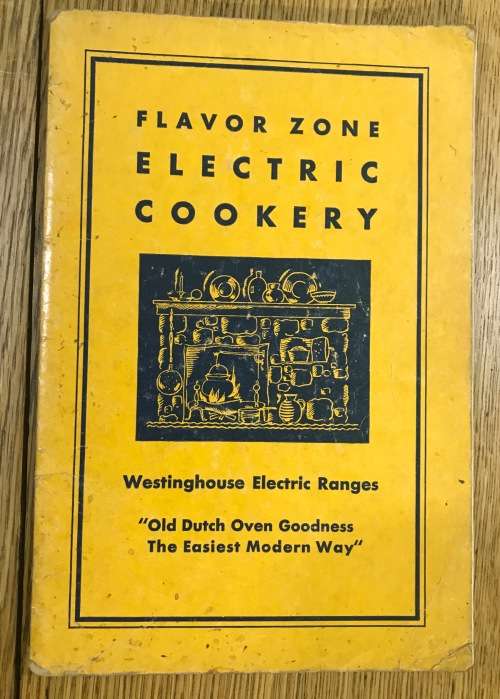 FLAVOR ZONE
ELECTRIC
COOKERY
Westinghouse Electric Ranges
"Old Dutch Oven Goodness
The Easiest Modern Way"